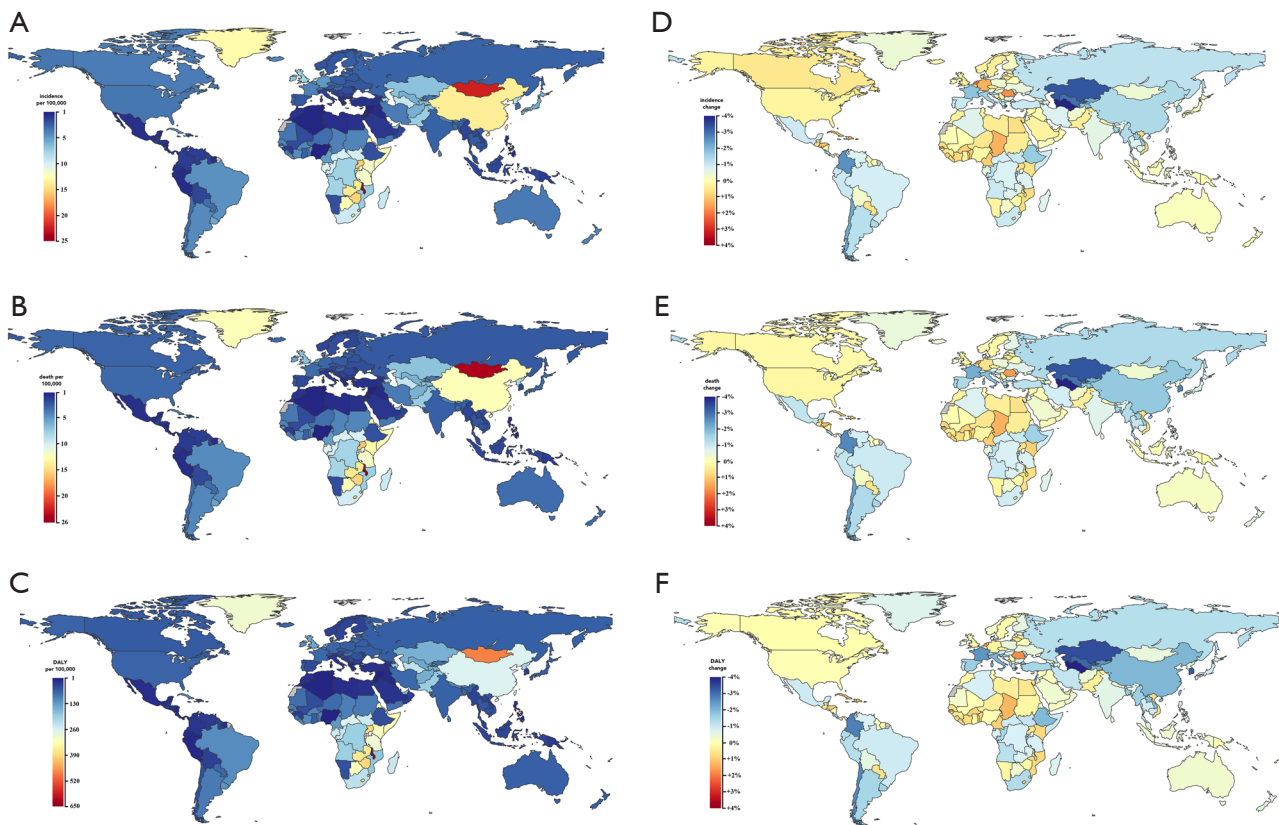 A
incidence
per 100,000
1
5
10
15
20
25
B
death per
100,000
1
5
10
15
20
26
C
DALY
per 100,000
1
130
260
390
520
650
D
incidence
change
-4%
-3%
-2%
-1%
0%
+1%
+2%
+3%
+4%
E
death
change
-4%
-3%
-2%
-1%
0%
+1%
+2%
+3%
+4%
F
DALY
change
-4%
-3%
-2%
-1%
0%
+1%
+2%
+3%
+4%